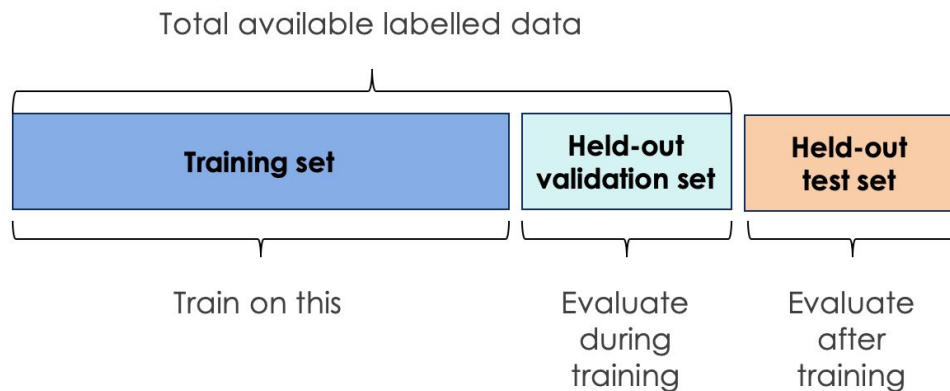 Total available labelled data
Training set
Held-out
validation set
Held-out
test set
Train on this
Evaluate
during
training
Evaluate
after
training